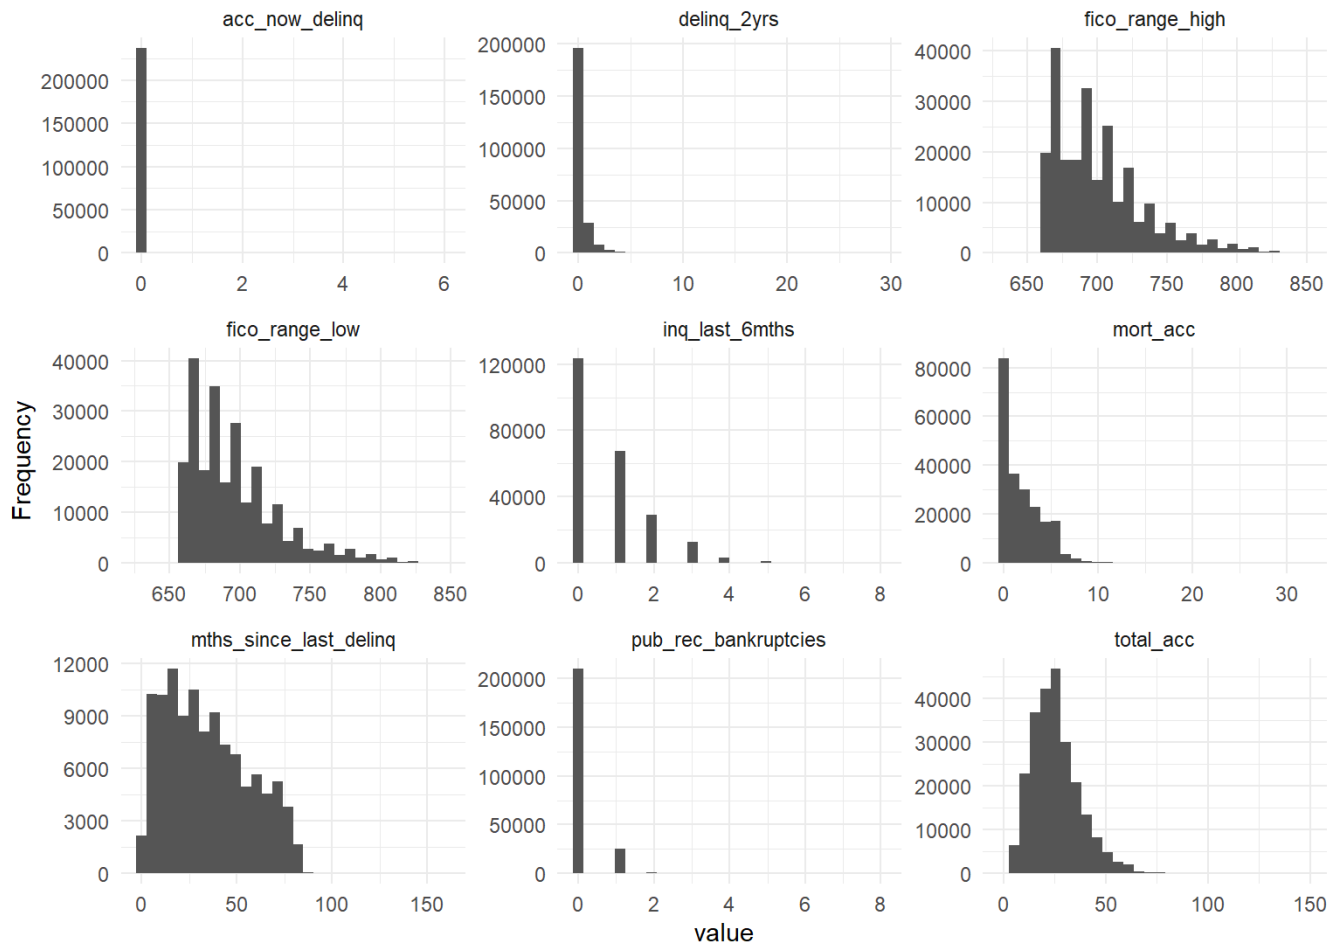 acc_now_delinq
delinq_2yrs
fico_range_high
200000
150000
100000
50000
0
0 2 4 6
200000
150000
100000
50000
0
0 10 20 30
40000
30000
20000
10000
0
650 700 750 800 850
fico_range_low
inq_last_6mths
mort_acc
40000
30000
20000
10000
0
650 700 750 800 850
120000
80000
40000
0
0 2 4 6 8
80000
60000
40000
20000
0
0 10 20 30
mths_since_last_delinq
pub_rec_bankruptcies
total_acc
12000
9000
6000
3000
0
0 50 100 150
200000
150000
100000
50000
0
0 2 4 6 8
40000
30000
20000
10000
0
0 50 100 150
Frequency
value